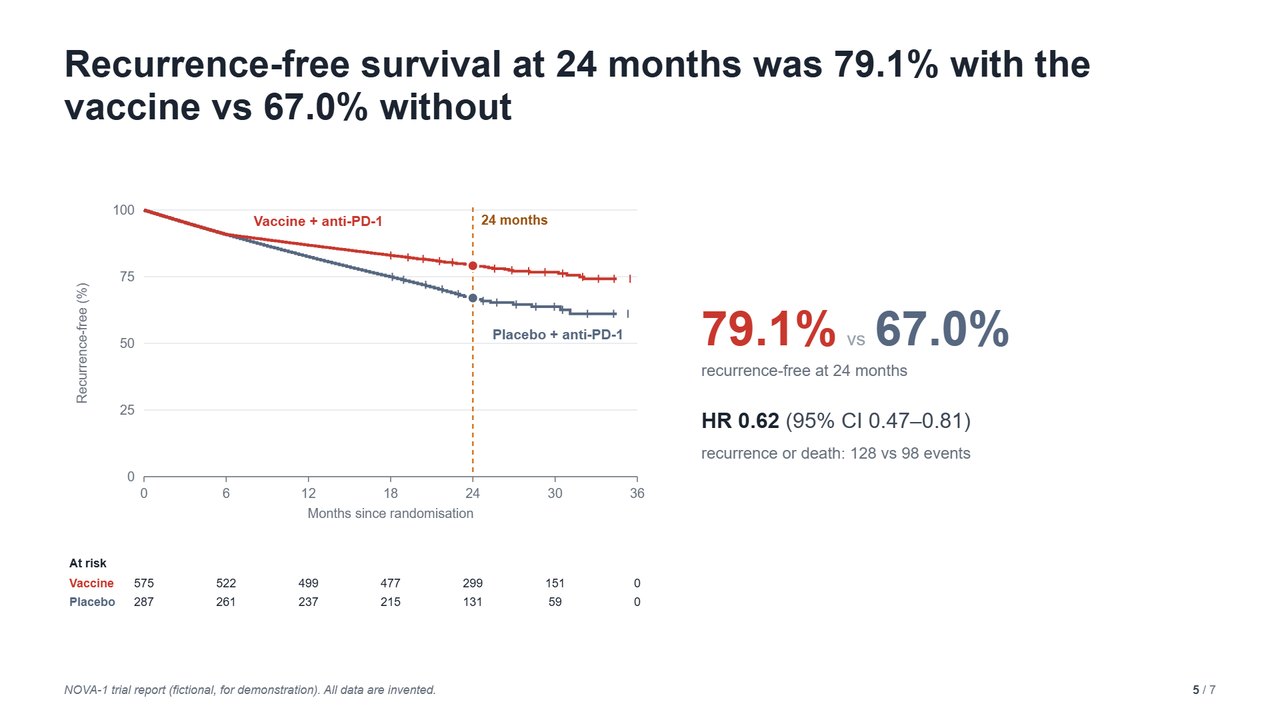 Recurrence-free survival at 24 months was 79.1% with the
vaccine vs 67.0% without
100
75
50
25
0
Recurrence-free (%)
Vaccine + anti-PD-1
24 months
Placebo + anti-PD-1
0 6 12 18 24 30 36
Months since randomisation
At risk
Vaccine 575 522 499 477 299 151 0
Placebo 287 261 237 215 131 59 0
79.1% vs 67.0%
recurrence-free at 24 months
HR 0.62 (95% CI 0.47–0.81)
recurrence or death: 128 vs 98 events
NOVA-1 trial report (fictional, for demonstration). All data are invented.
5 / 7